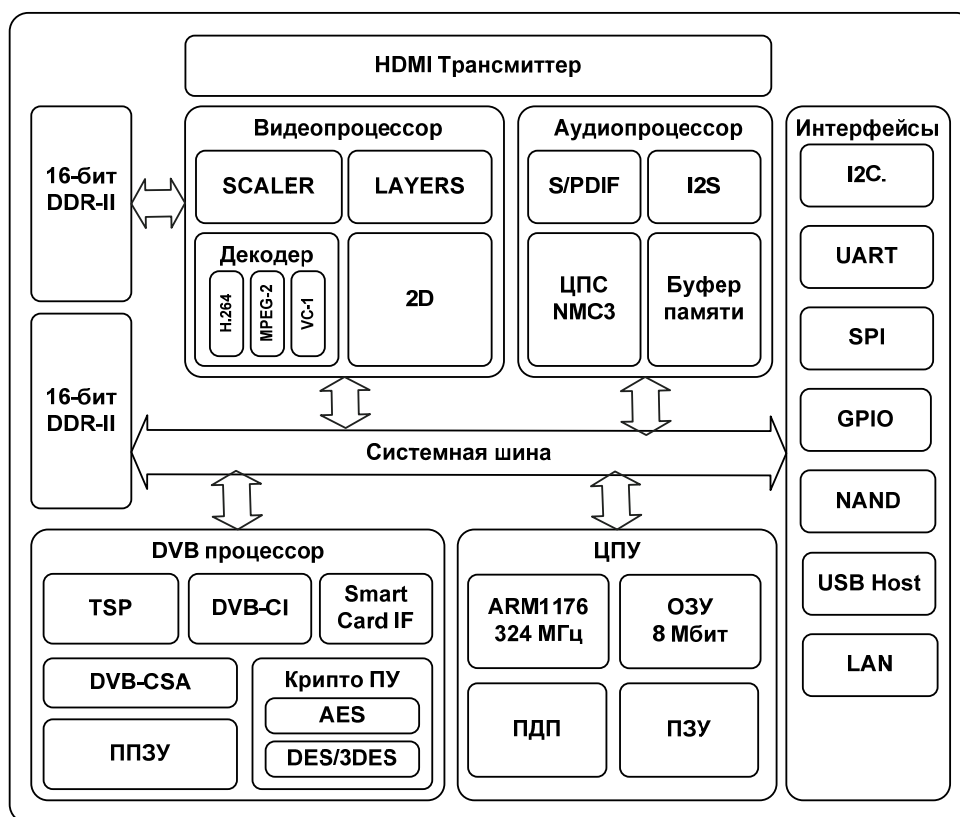 HDMI Трансмиттер
16-бит
DDR-II
16-бит
DDR-II
Видеопроцессор
SCALER
LAYERS
Декодер
H.264
MPEG-2
VC-1
2D
Аудиопроцессор
S/PDIF
I2S
ЦПС
NMC3
Буфер
памяти
Интерфейсы
I2C.
UART
SPI
GPIO
NAND
USB Host
LAN
Системная шина
DVB процессор
TSP
DVB-CI
Smart
Card IF
DVB-CSA
ППЗУ
Крипто ПУ
AES
DES/3DES
ЦПУ
ARM1176
324 МГц
ОЗУ
8 Мбит
ПДП
ПЗУ